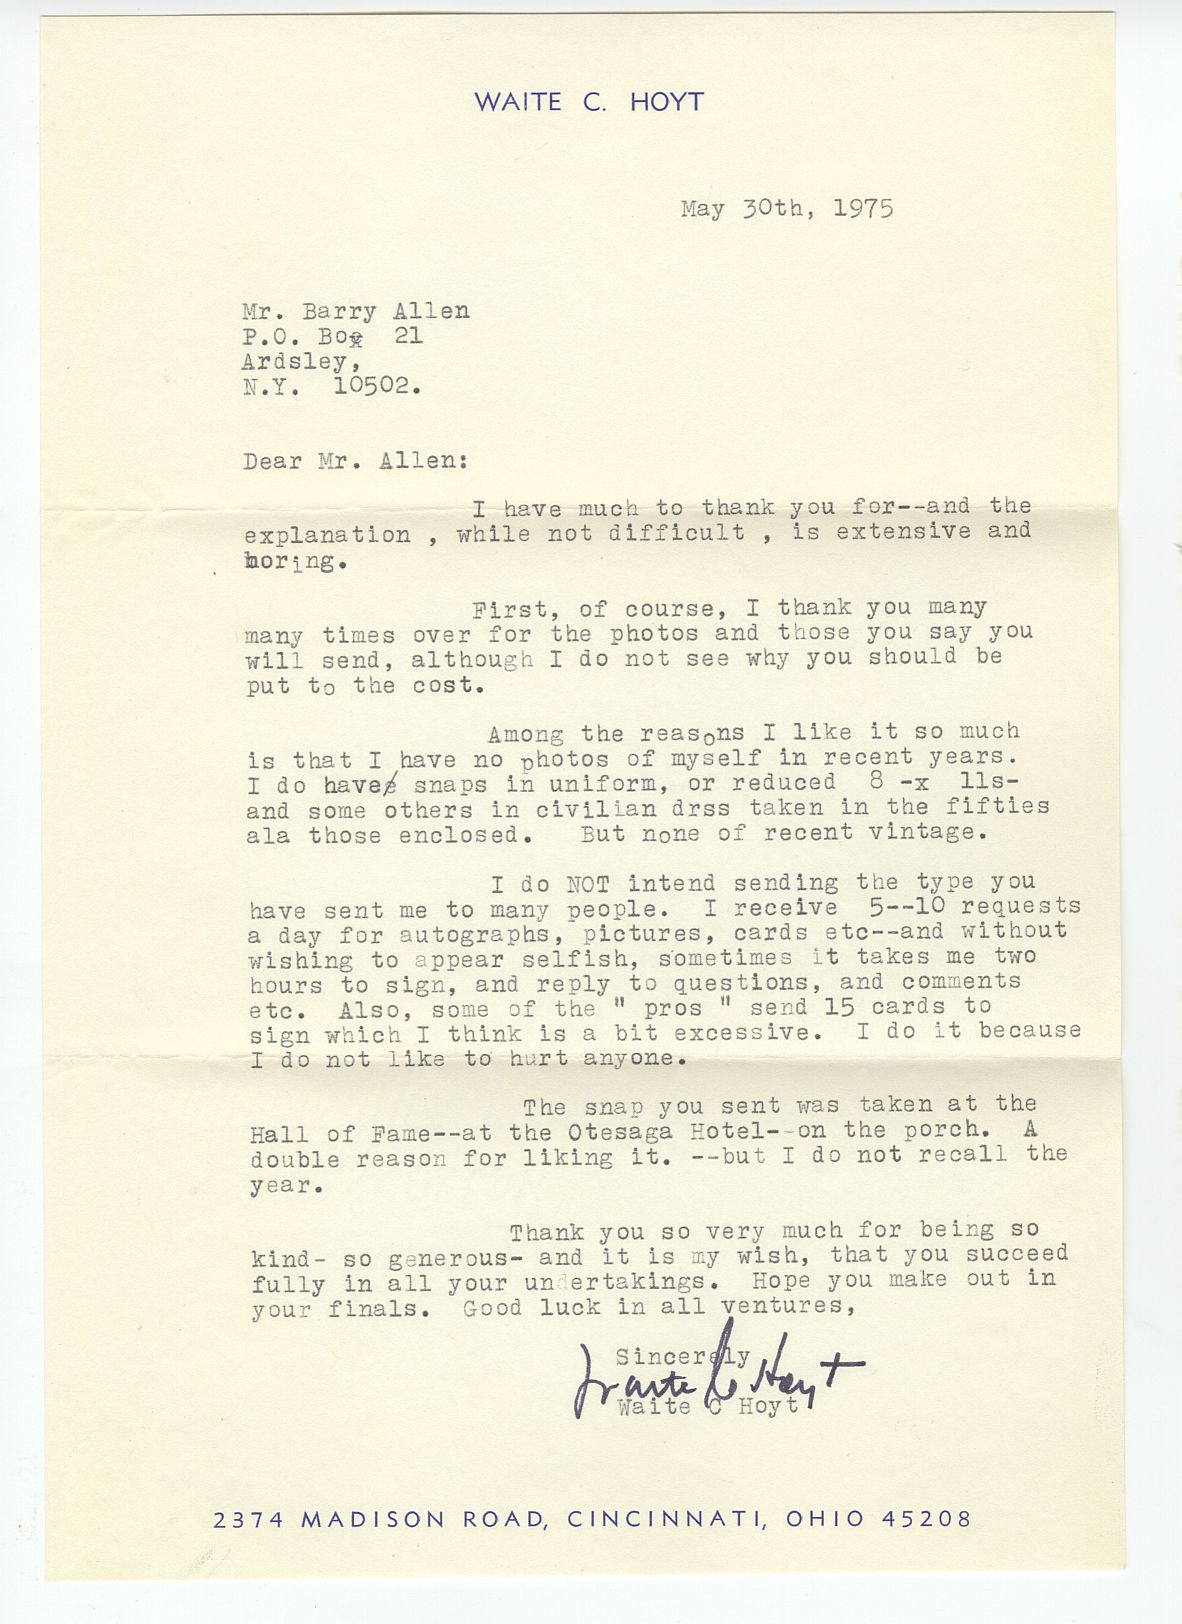 WAITE C. HOYT
May 30th, 1975
Mr. Barry Allen
P.O. Box 21
Ardsley,
N.Y. 10502.
Dear Mr. Allen:
I have much to thank you for--and the
explanation , while not difficult , is extensive and
boring.
First, of course, I thank you many
many times over for the photos and those you say you
will send, although I do not see why you should be
put to the cost.
Among the reasons I like it so much
is that I have no photos of myself in recent years.
I do have snaps in uniform, or reduced 8 -x 11s-
and some others in civilian drss taken in the fifties
ala those enclosed. But none of recent vintage.
I do NOT intend sending the type you
have sent me to many people. I receive 5--10 requests
a day for autographs, pictures, cards etc--and without
wishing to appear selfish, sometimes it takes me two
hours to sign, and reply to questions, and comments
etc. Also, some of the " pros " send 15 cards to
sign which I think is a bit excessive. I do it because
I do not like to hurt anyone.
The snap you sent was taken at the
Hall of Fame--at the Otesaga Hotel--on the porch. A
double reason for liking it. --but I do not recall the
year.
Thank you so very much for being so
kind- so generous- and it is my wish, that you succeed
fully in all your undertakings. Hope you make out in
your finals. Good luck in all ventures,
Sincerely
Waite C Hoyt
Waite C Hoyt
2374 MADISON ROAD, CINCINNATI, OHIO 45208